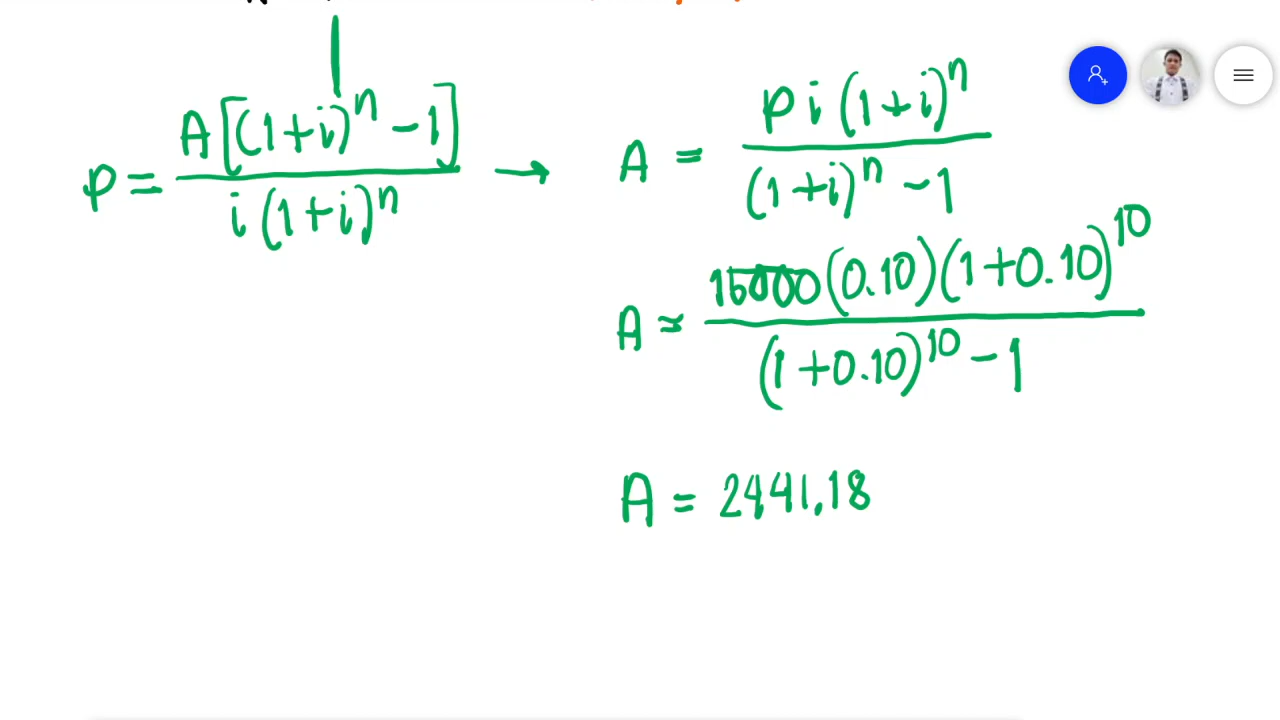 P = A[(1+i)^n - 1] / i(1+i)^n → A = Pi(1+i)^n / (1+i)^n - 1
A = 15000(0.10)(1+0.10)^10 / (1+0.10)^10 - 1
A = 2441.18